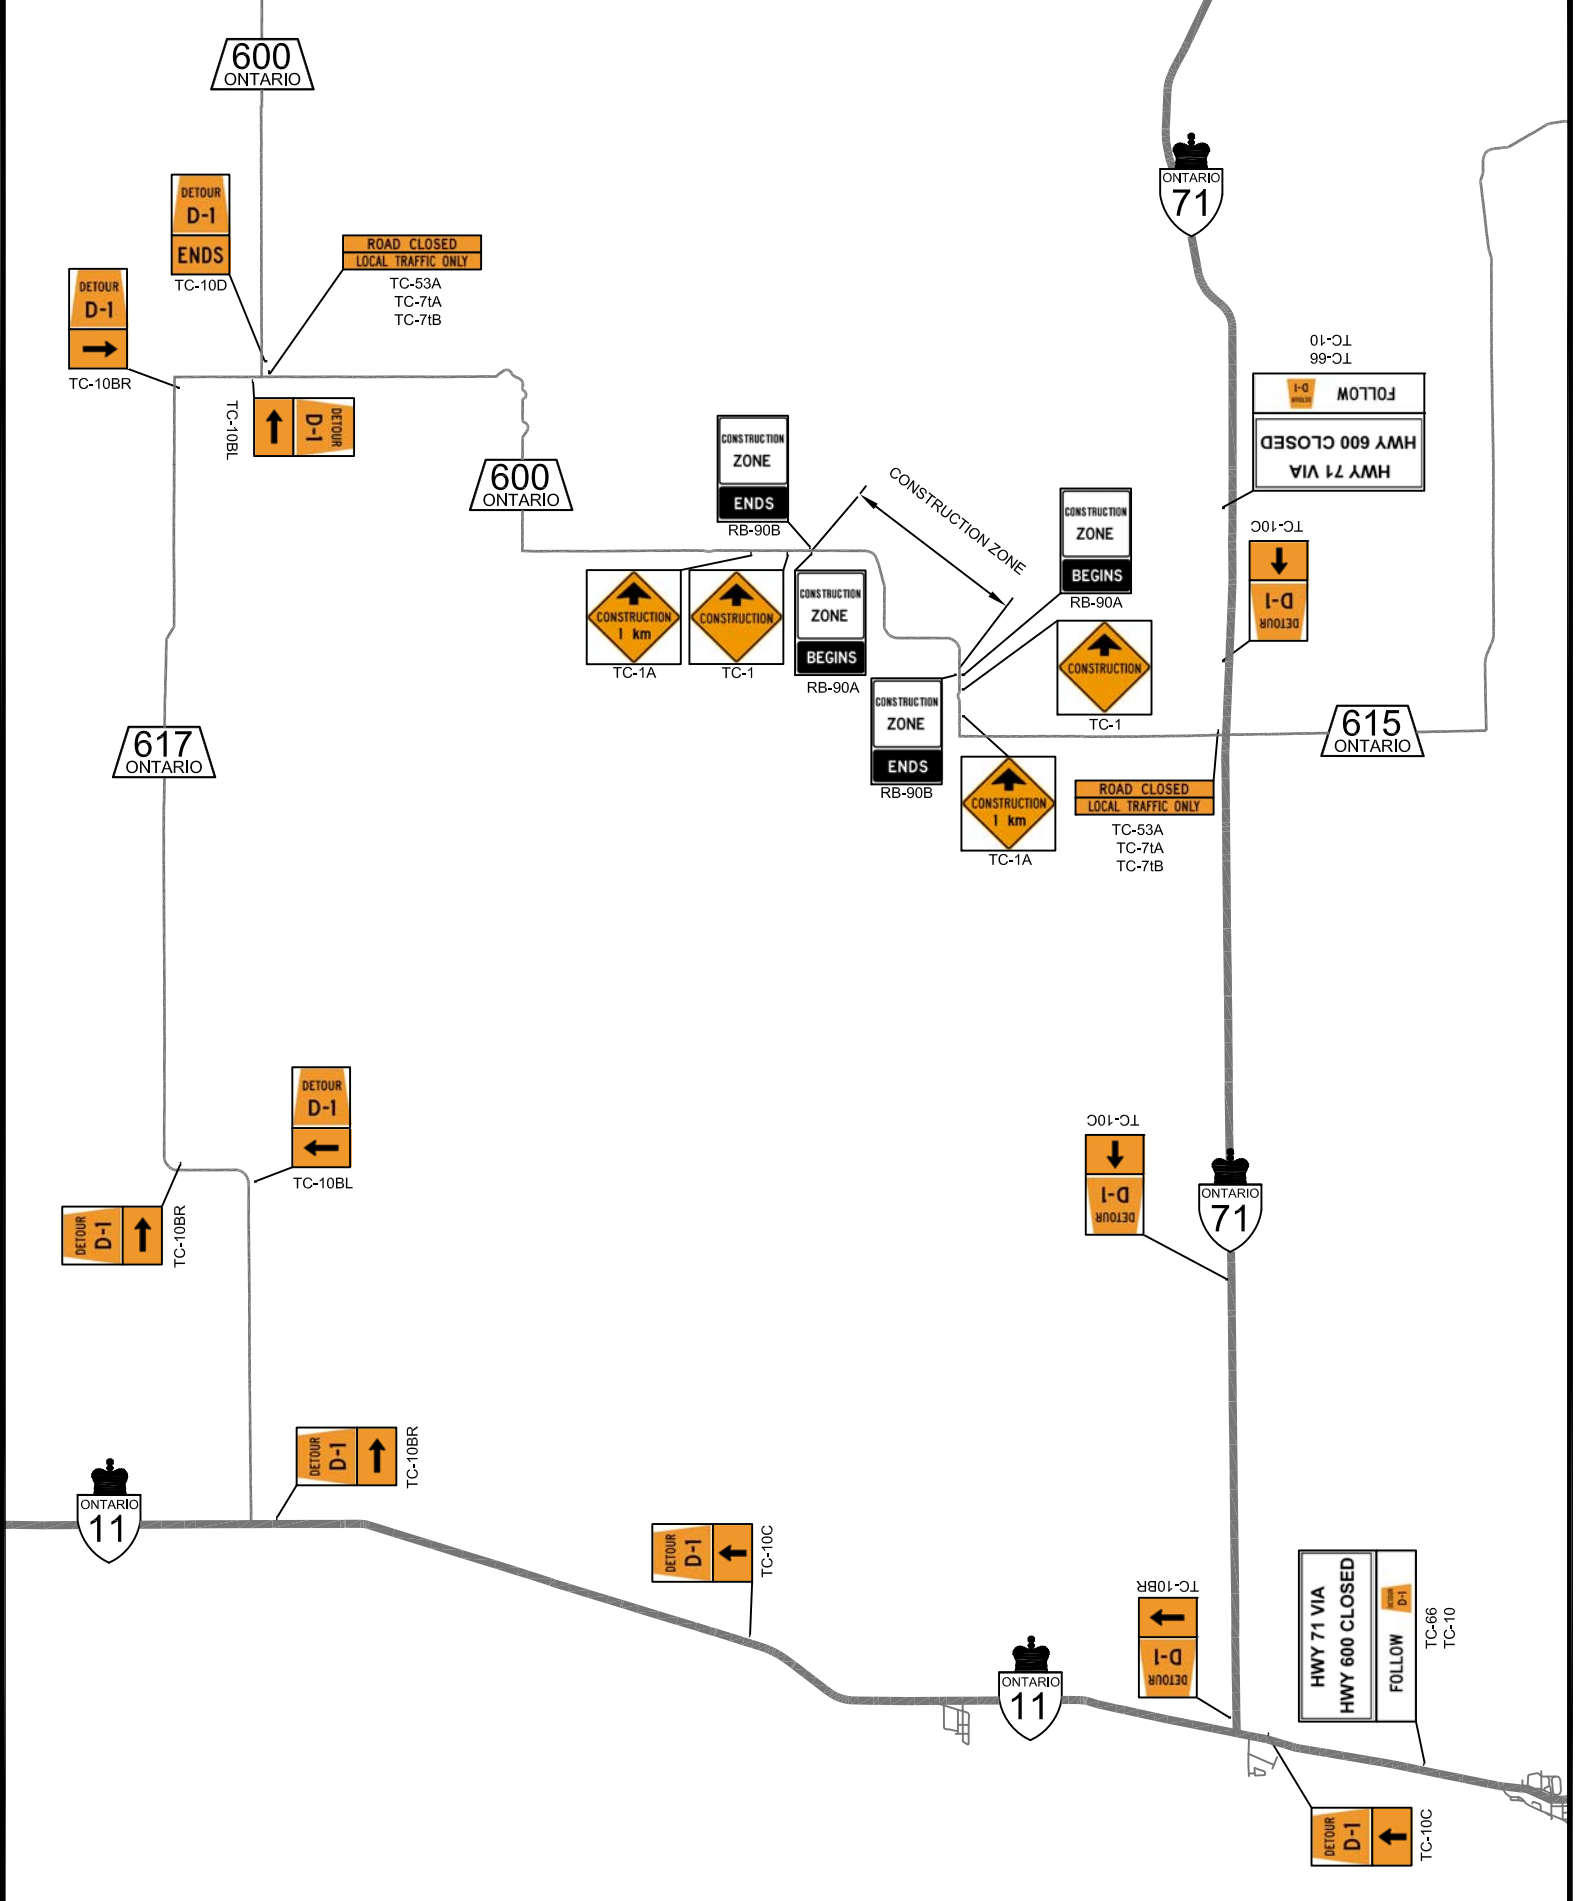 600
ONTARIO
DETOUR
D-1
ENDS
TC-10D
ROAD CLOSED
LOCAL TRAFFIC ONLY
TC-53A
TC-7tA
TC-7tB
DETOUR
D-1
TC-10BR
TC-10BL
DETOUR
D-1
ONTARIO
71
HWY 71 VIA
HWY 600 CLOSED
FOLLOW
DETOUR
D-1
TC-66
TC-10
600
ONTARIO
CONSTRUCTION
ZONE
ENDS
RB-90B
CONSTRUCTION ZONE
CONSTRUCTION
ZONE
BEGINS
RB-90A
DETOUR
D-1
TC-10C
CONSTRUCTION
1 km
TC-1A
CONSTRUCTION
TC-1
CONSTRUCTION
ZONE
BEGINS
RB-90A
CONSTRUCTION
TC-1
CONSTRUCTION
ZONE
ENDS
RB-90B
CONSTRUCTION
1 km
TC-1A
ROAD CLOSED
LOCAL TRAFFIC ONLY
TC-53A
TC-7tA
TC-7tB
615
ONTARIO
617
ONTARIO
DETOUR
D-1
TC-10BL
DETOUR
D-1
TC-10BR
DETOUR
D-1
TC-10C
ONTARIO
71
DETOUR
D-1
TC-10BR
ONTARIO
11
DETOUR
D-1
TC-10C
DETOUR
D-1
TC-10BR
HWY 71 VIA
HWY 600 CLOSED
FOLLOW
DETOUR
D-1
TC-66
TC-10
ONTARIO
11
DETOUR
D-1
TC-10C